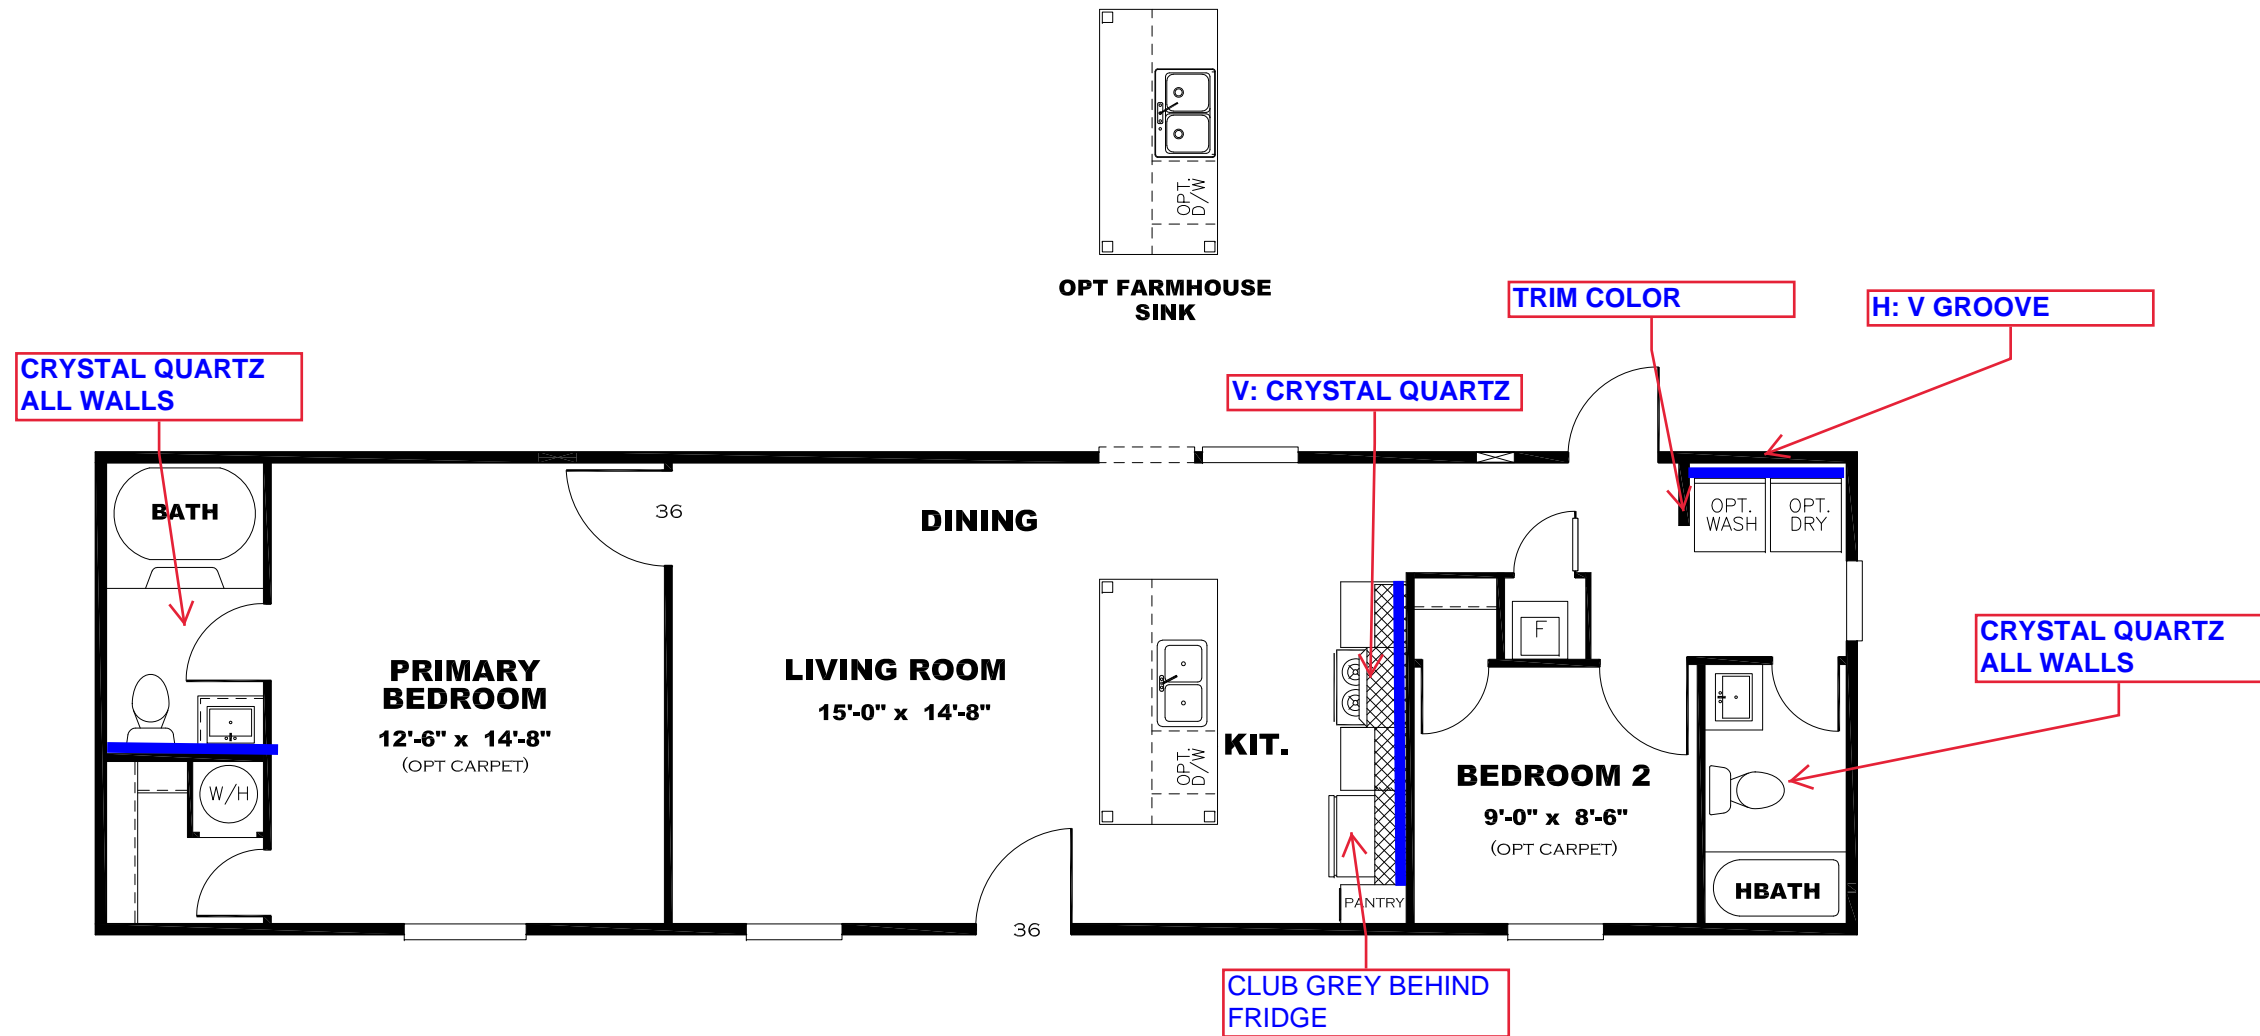 OPT.
D/W
OPT FARMHOUSE
SINK
TRIM COLOR
H: V GROOVE
CRYSTAL QUARTZ
ALL WALLS
V: CRYSTAL QUARTZ
BATH
36
DINING
OPT.
WASH
OPT.
DRY
F
CRYSTAL QUARTZ
ALL WALLS
PRIMARY
BEDROOM
12'-6" x 14'-8"
(OPT CARPET)
LIVING ROOM
15'-0" x 14'-8"
OPT.
D/W
KIT.
W/H
BEDROOM 2
9'-0" x 8'-6"
(OPT CARPET)
HBATH
PANTRY
36
CLUB GREY BEHIND
FRIDGE